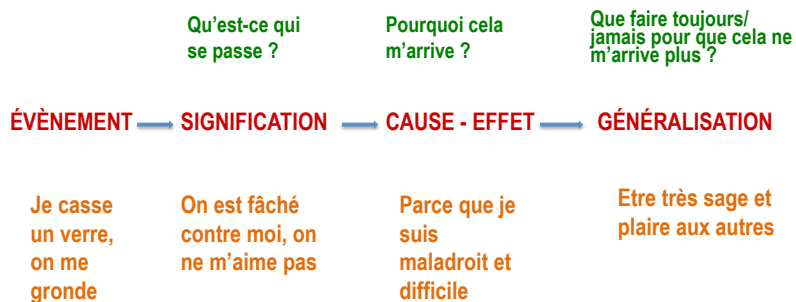 Qu'est-ce qui
se passe ?
Pourquoi cela
m'arrive ?
Que faire toujours/
jamais pour que cela ne
m'arrive plus ?
ÉVÈNEMENT
SIGNIFICATION
CAUSE - EFFET
GÉNÉRALISATION
Je casse
un verre,
on me
gronde
On est fâché
contre moi, on
ne m'aime pas
Parce que je
suis
maladroit et
difficile
Etre très sage et
plaire aux autres